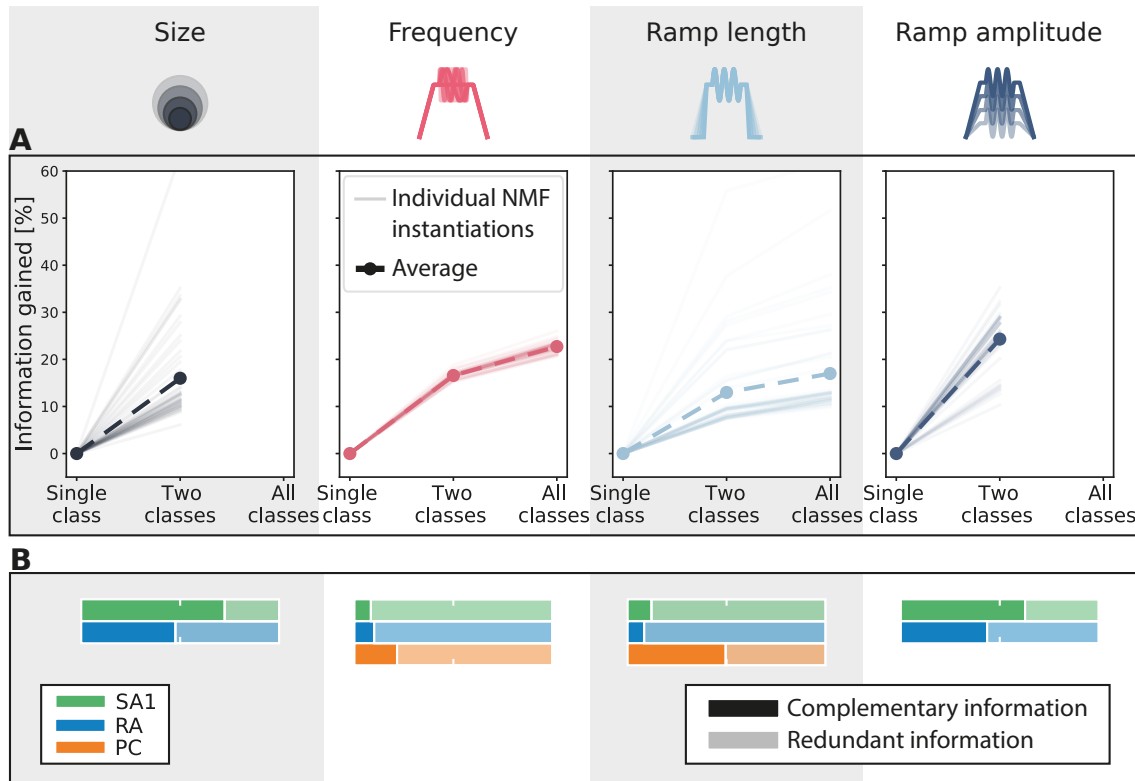 Size
Frequency
Ramp length
Ramp amplitude
A
Information gained [%]
60
50
40
30
20
10
0
Individual NMF
instantiations
Average
Single
class
Two
classes
All
classes
Single
class
Two
classes
All
classes
Single
class
Two
classes
All
classes
Single
class
Two
classes
All
classes
B
SA1
RA
PC
Complementary information
Redundant information